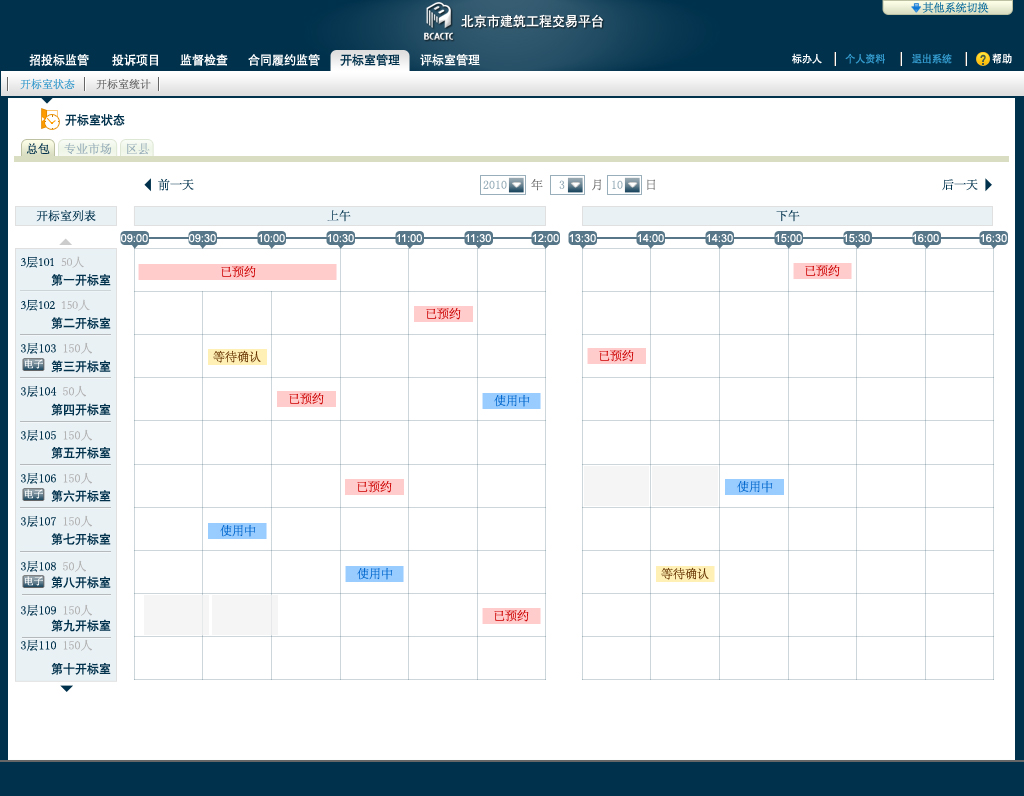 其他系统切换
BCACTC
北京市建筑工程交易平台
招投标监管 投诉项目 监督检查 合同履约监管 开标室管理 评标室管理
标办人 个人资料 退出系统 ? 帮助
开标室状态 开标室统计
开标室状态
总包 专业市场 区县
前一天 2010 年 3 月 10 日 后一天
开标室列表 上午 下午
09:00 09:30 10:00 10:30 11:00 11:30 12:00 13:30 14:00 14:30 15:00 15:30 16:00 16:30
3层101 50人
第一开标室 已预约 已预约
3层102 150人
第二开标室 已预约
3层103 150人
电子 第三开标室 等待确认 已预约
3层104 50人
第四开标室 已预约 使用中
3层105 150人
第五开标室
3层106 150人
电子 第六开标室 已预约 使用中
3层107 150人
第七开标室 使用中
3层108 50人
电子 第八开标室 使用中 等待确认
3层109 150人
第九开标室 已预约
3层110 150人
第十开标室